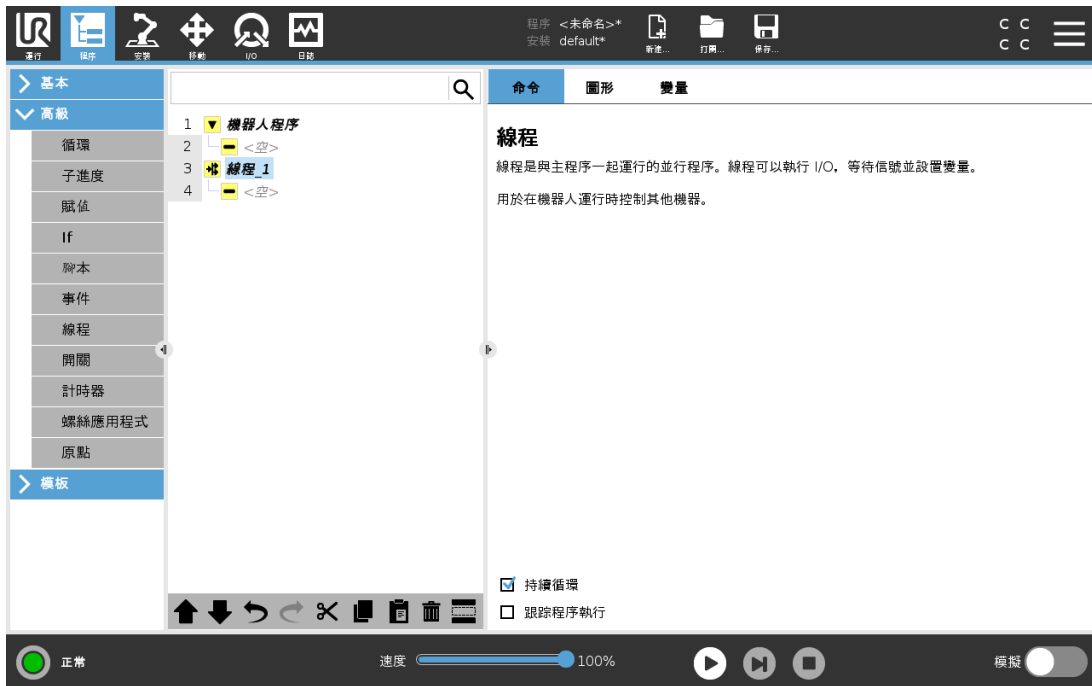 UR
運行
程序
安裝
移動
I/O
日誌
程序 <未命名>*
安裝 default*
新建...
打開...
保存...
C C
C C
基本
高級
循環
子進度
賦值
If
腳本
事件
線程
開關
計時器
螺絲應用程式
原點
模板
1 機器人程序
2 <空>
3 線程_1
4 <空>
命令 圖形 變量
線程
線程是與主程序一起運行的並行程序。線程可以執行 I/O，等待信號並設置變量。
用於在機器人運行時控制其他機器。
持續循環
跟踪程序執行
正常
速度 100%
模擬